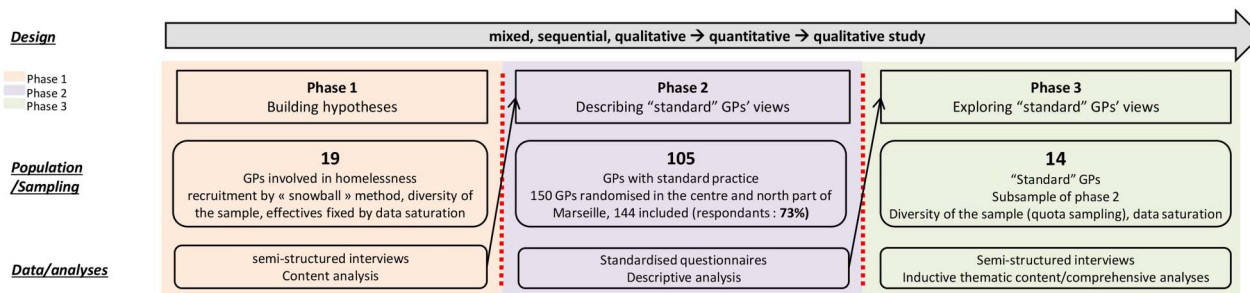 Design
mixed, sequential, qualitative → quantitative → qualitative study
Phase 1
Phase 2
Phase 3
Phase 1
Building hypotheses
Phase 2
Describing “standard” GPs’ views
Phase 3
Exploring “standard” GPs’ views
Population
/Sampling
19
GPs involved in homelessness
recruitment by « snowball » method, diversity of
the sample, effectives fixed by data saturation
105
GPs with standard practice
150 GPs randomised in the centre and north part of
Marseille, 144 included (respondants : 73%)
14
“Standard” GPs
Subsample of phase 2
Diversity of the sample (quota sampling), data saturation
Data/analyses
semi-structured interviews
Content analysis
Standardised questionnaires
Descriptive analysis
Semi-structured interviews
Inductive thematic content/comprehensive analyses